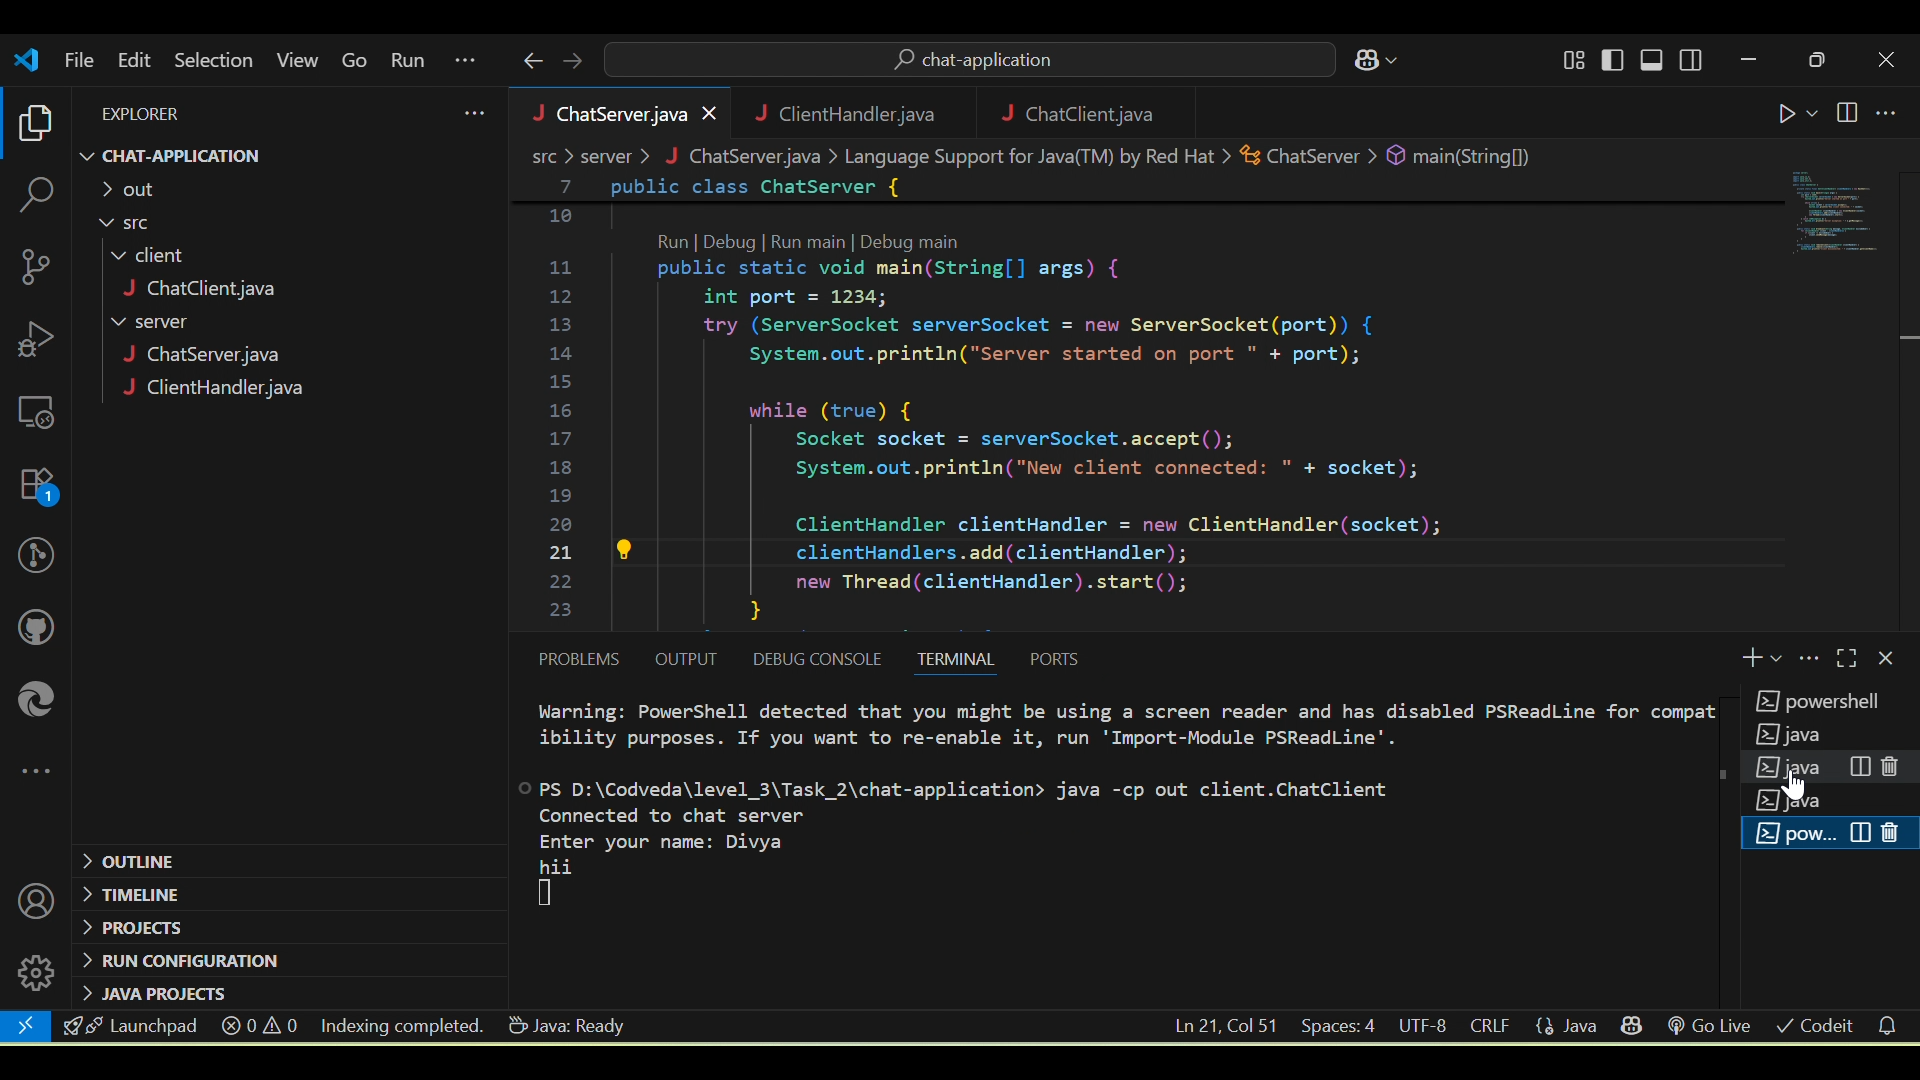 File Edit Selection View Go Run ···
chat-application
EXPLORER
CHAT-APPLICATION
out
src
client
ChatClient.java
server
ChatServer.java
ClientHandler.java
OUTLINE
TIMELINE
PROJECTS
RUN CONFIGURATION
JAVA PROJECTS
1
J ChatServer.java J ClientHandler.java J ChatClient.java
src > server > J ChatServer.java > Language Support for Java(TM) by Red Hat > ChatServer > main(String[])
7 public class ChatServer {
10
Run | Debug | Run main | Debug main
11 public static void main(String[] args) {
12 int port = 1234;
13 try (ServerSocket serverSocket = new ServerSocket(port)) {
14 System.out.println("Server started on port " + port);
15
16 while (true) {
17 Socket socket = serverSocket.accept();
18 System.out.println("New client connected: " + socket);
19
20 ClientHandler clientHandler = new ClientHandler(socket);
21 clientHandlers.add(clientHandler);
22 new Thread(clientHandler).start();
23 }
PROBLEMS OUTPUT DEBUG CONSOLE TERMINAL PORTS
Warning: PowerShell detected that you might be using a screen reader and has disabled PSReadLine for compat
ibility purposes. If you want to re-enable it, run 'Import-Module PSReadLine'.
PS D:\Codveda\level_3\Task_2\chat-application> java -cp out client.ChatClient
Connected to chat server
Enter your name: Divya
hii
powershell
java
java
java
pow...
Launchpad 0 0 Indexing completed. Java: Ready Ln 21, Col 51 Spaces: 4 UTF-8 CRLF {} Java Go Live Codeit